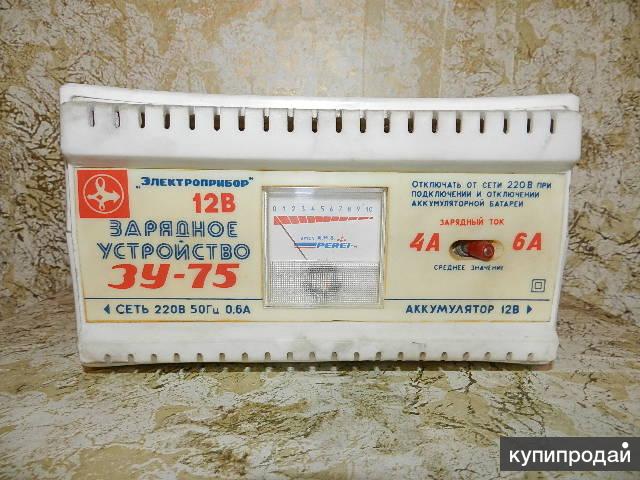 „Электроприбор"
12В
ЗАРЯДНОЕ
УСТРОЙСТВО
ЗУ-75
◄ СЕТЬ 220В 50Гц 0.6А
0 1 2 3 4 5 6 7 8 9 10
PEREI
ОТКЛЮЧАТЬ ОТ СЕТИ 220В ПРИ
ПОДКЛЮЧЕНИИ И ОТКЛЮЧЕНИИ
АККУМУЛЯТОРНОЙ БАТАРЕИ
ЗАРЯДНЫЙ ТОК
4А 6А
СРЕДНЕЕ ЗНАЧЕНИЕ
АККУМУЛЯТОР 12В ►
купипродай